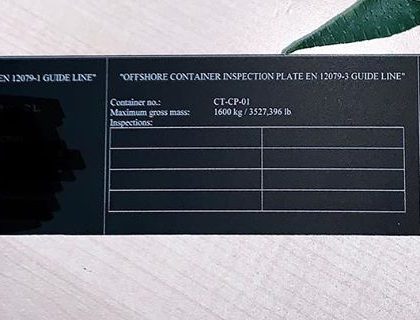 EN 12079-1 GUIDE LINE"
"OFFSHORE CONTAINER INSPECTION PLATE EN 12079-3 GUIDE LINE"
Container no.: CT-CP-01
Maximum gross mass: 1600 kg / 3527,396 lb
Inspections: